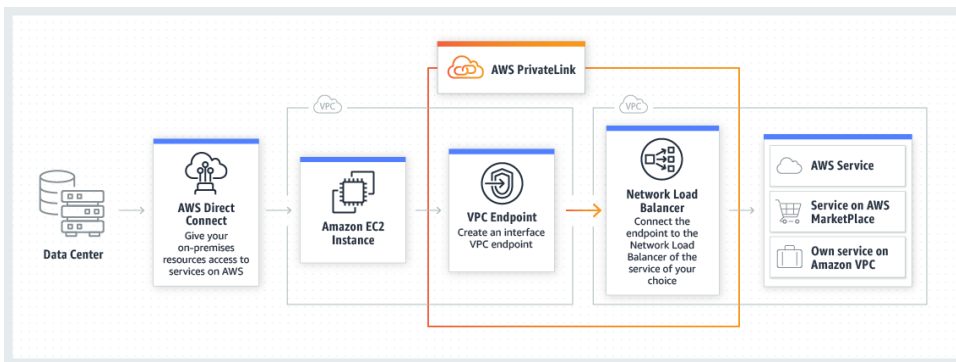 AWS PrivateLink
VPC
VPC
Data Center
AWS Direct
Connect
Give your
on-premises
resources access to
services on AWS
Amazon EC2
Instance
VPC Endpoint
Create an interface
VPC endpoint
Network Load
Balancer
Connect the
endpoint to the
Network Load
Balancer of the
service of your
choice
AWS Service
Service on AWS
MarketPlace
Own service on
Amazon VPC